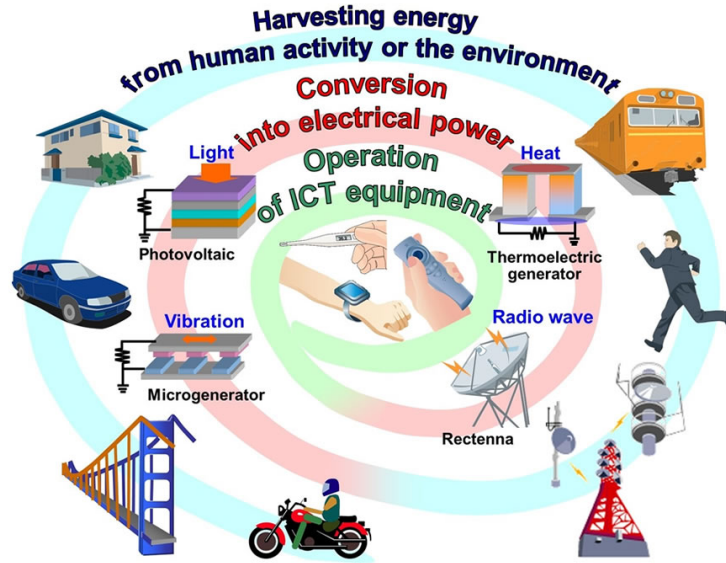 Harvesting energy
from human activity or the environment
Conversion
into electrical power
Operation
of ICT equipment
Light
Photovoltaic
Heat
Thermoelectric
generator
Vibration
Microgenerator
Radio wave
Rectenna